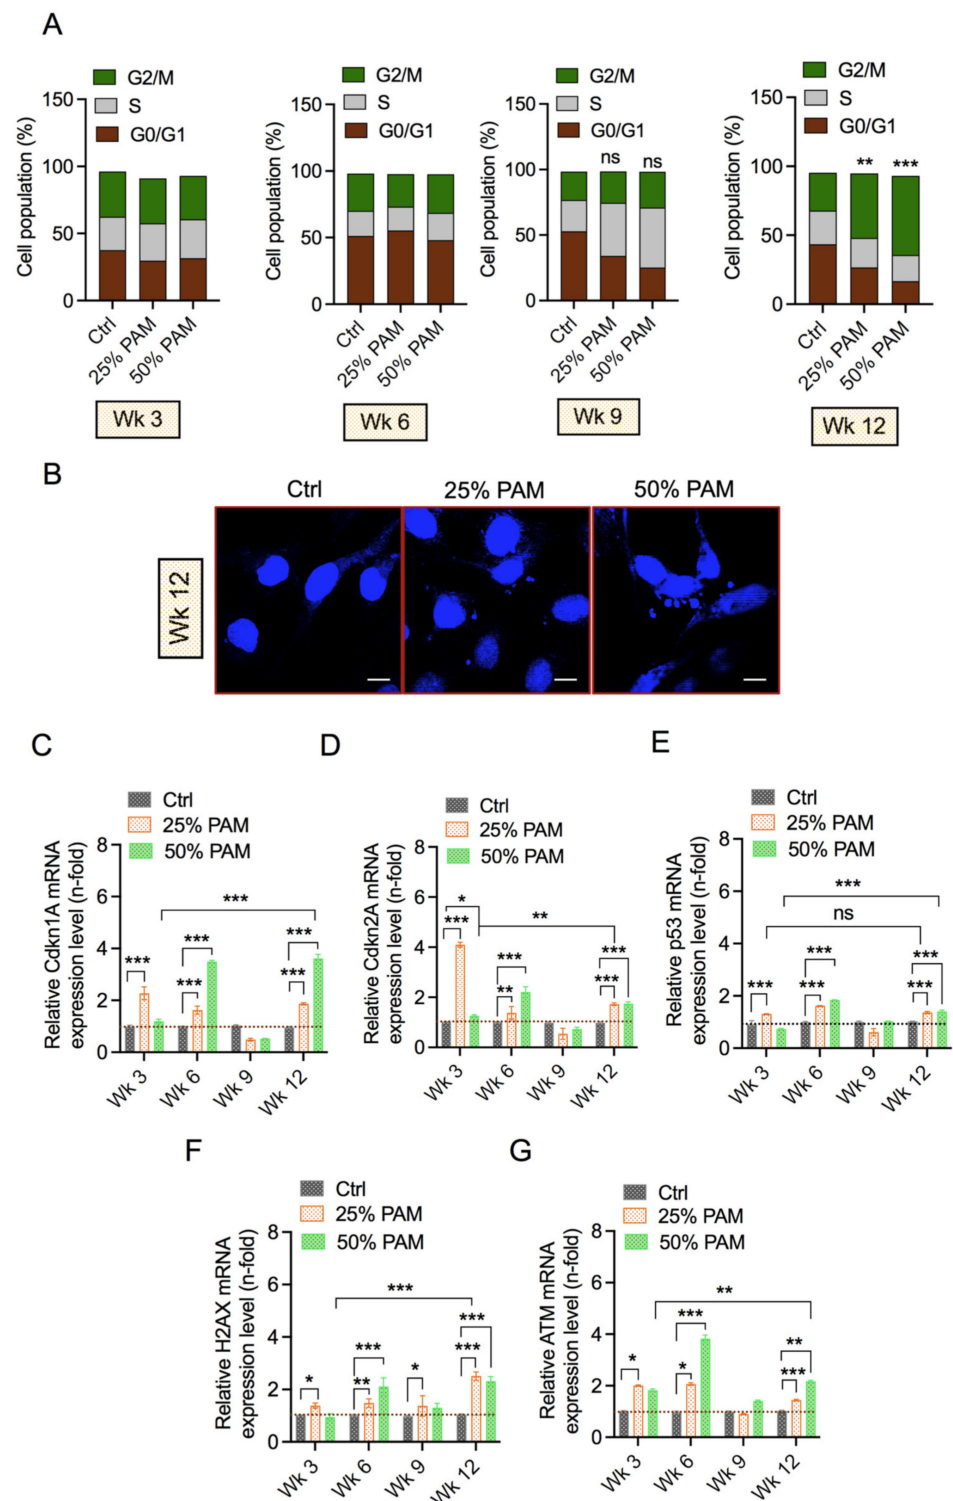 A
G2/M
S
G0/G1
Cell population (%)
150
100
50
0
Ctrl
25% PAM
50% PAM
Wk 3
G2/M
S
G0/G1
Cell population (%)
150
100
50
0
Ctrl
25% PAM
50% PAM
Wk 6
G2/M
S
G0/G1
Cell population (%)
150
100
50
0
ns
ns
Ctrl
25% PAM
50% PAM
Wk 9
G2/M
S
G0/G1
Cell population (%)
150
100
50
0
**
***
Ctrl
25% PAM
50% PAM
Wk 12
B
Ctrl
25% PAM
50% PAM
Wk 12
C
Ctrl
25% PAM
50% PAM
Relative Cdkn1A mRNA
expression level (n-fold)
8
6
4
2
0
***
***
***
***
***
***
Wk 3
Wk 6
Wk 9
Wk 12
D
Ctrl
25% PAM
50% PAM
Relative Cdkn2A mRNA
expression level (n-fold)
8
6
4
2
0
*
***
**
***
**
***
***
Wk 3
Wk 6
Wk 9
Wk 12
E
Ctrl
25% PAM
50% PAM
Relative p53 mRNA
expression level (n-fold)
8
6
4
2
0
***
ns
***
***
***
***
***
Wk 3
Wk 6
Wk 9
Wk 12
F
Ctrl
25% PAM
50% PAM
Relative H2AX mRNA
expression level (n-fold)
8
6
4
2
0
***
*
***
**
*
***
***
Wk 3
Wk 6
Wk 9
Wk 12
G
Ctrl
25% PAM
50% PAM
Relative ATM mRNA
expression level (n-fold)
8
6
4
2
0
**
*
***
*
**
***
Wk 3
Wk 6
Wk 9
Wk 12